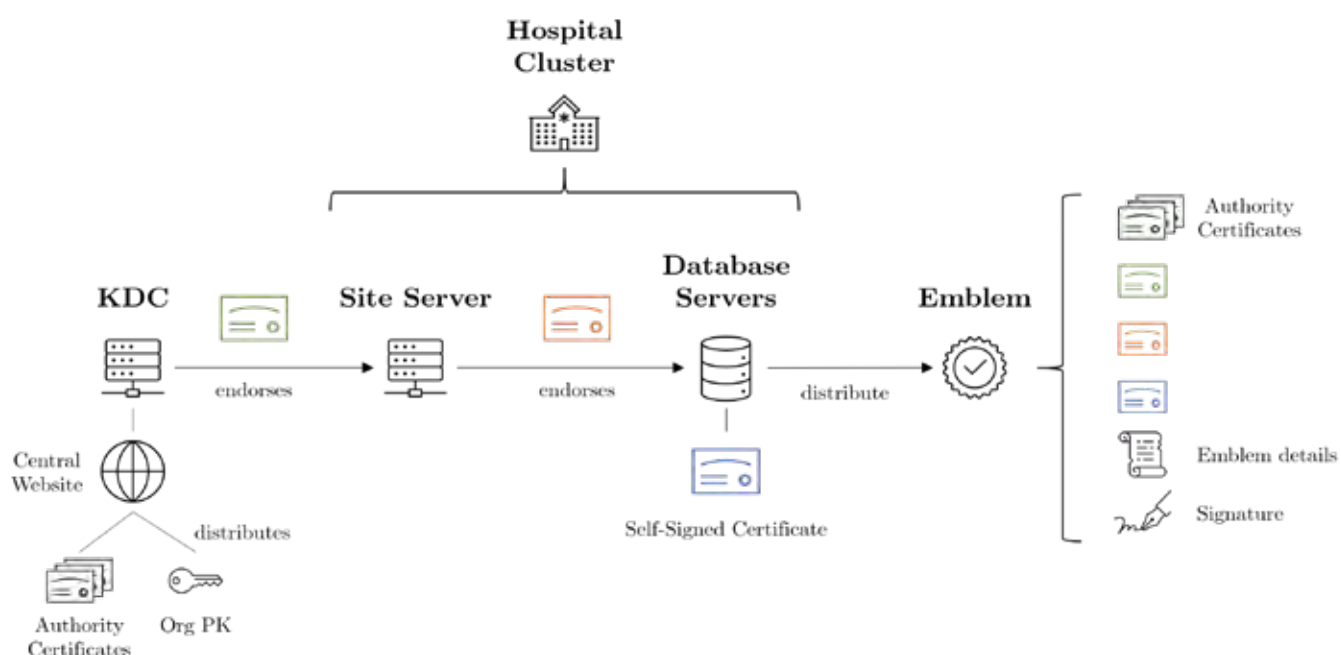 Hospital
Cluster
Authority
Certificates
KDC
Site Server
Database
Servers
Emblem
endorses
endorses
distribute
Central
Website
Emblem details
distributes
Self-Signed Certificate
Signature
Authority
Certificates
Org PK